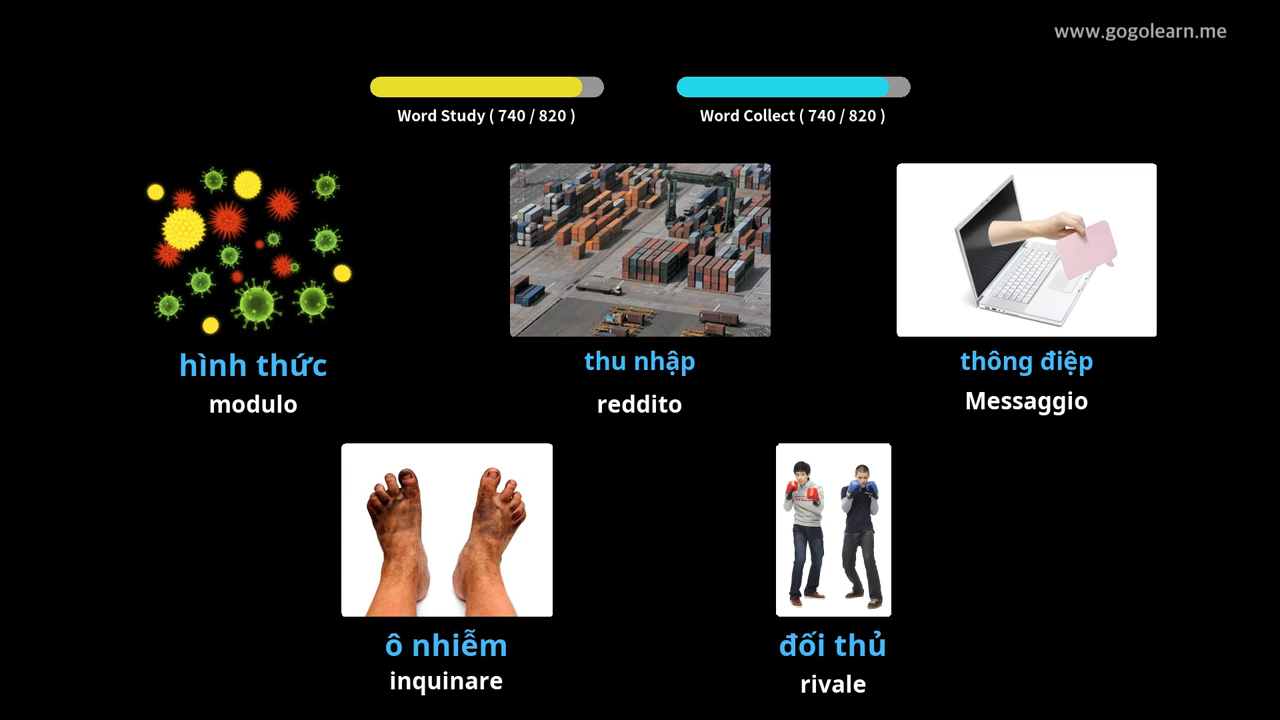 www.gogolearn.me
Word Study ( 740 / 820 )
Word Collect ( 740 / 820 )
hình thức
modulo
thu nhập
reddito
thông điệp
Messaggio
ô nhiễm
inquinare
đối thủ
rivale